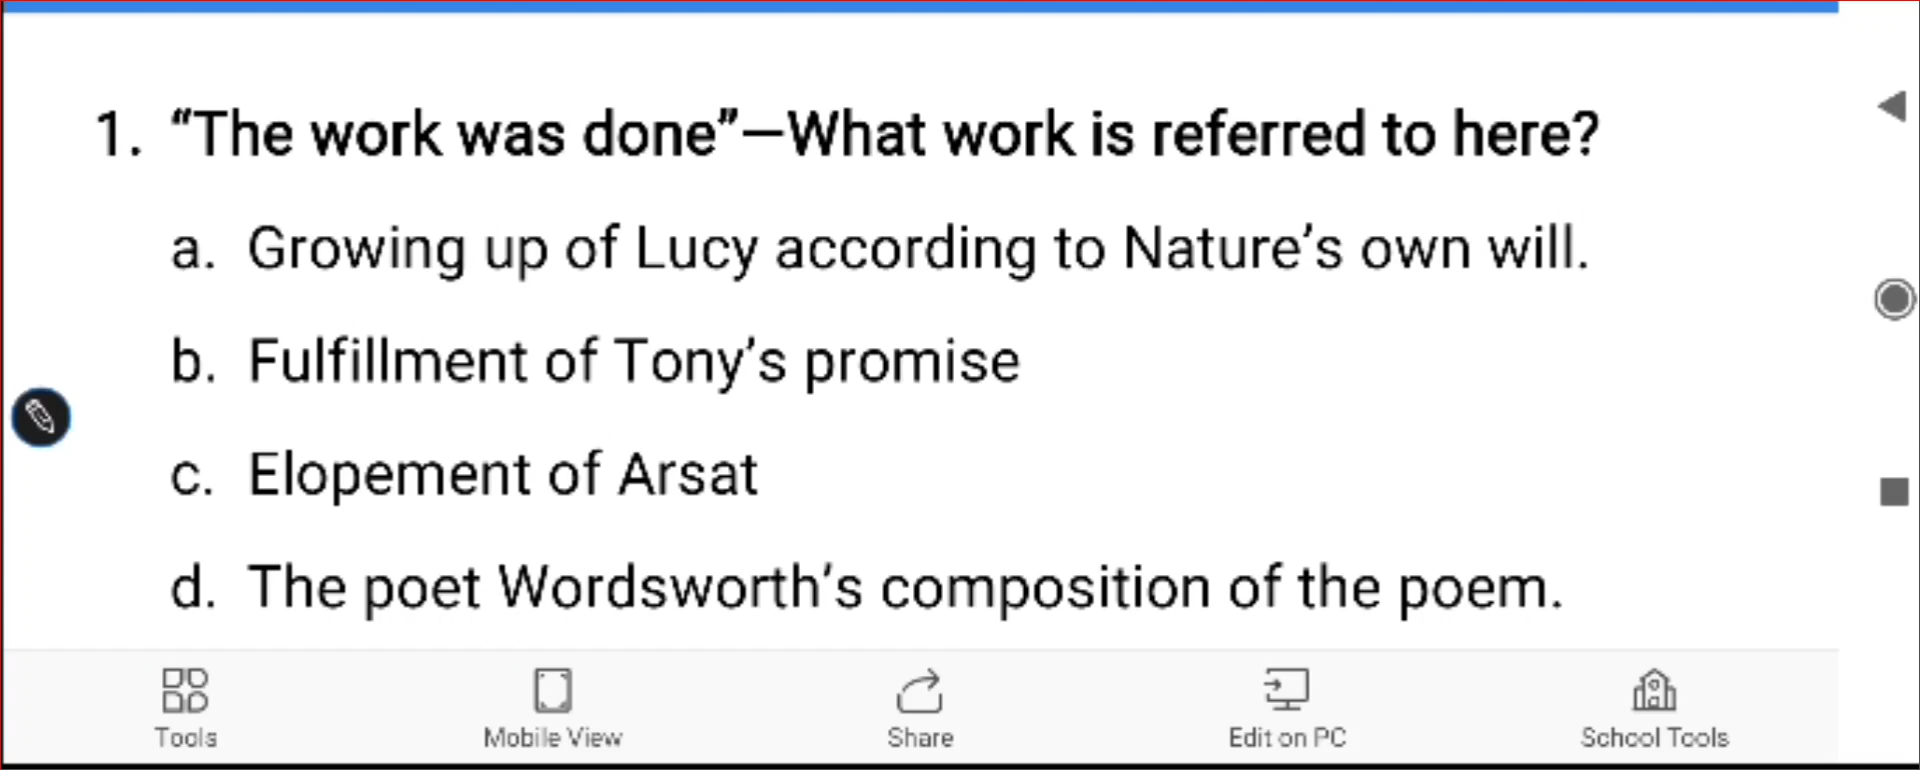 1. “The work was done”—What work is referred to here?
a. Growing up of Lucy according to Nature’s own will.
b. Fulfillment of Tony’s promise
c. Elopement of Arsat
d. The poet Wordsworth’s composition of the poem.
Tools Mobile View Share Edit on PC School Tools